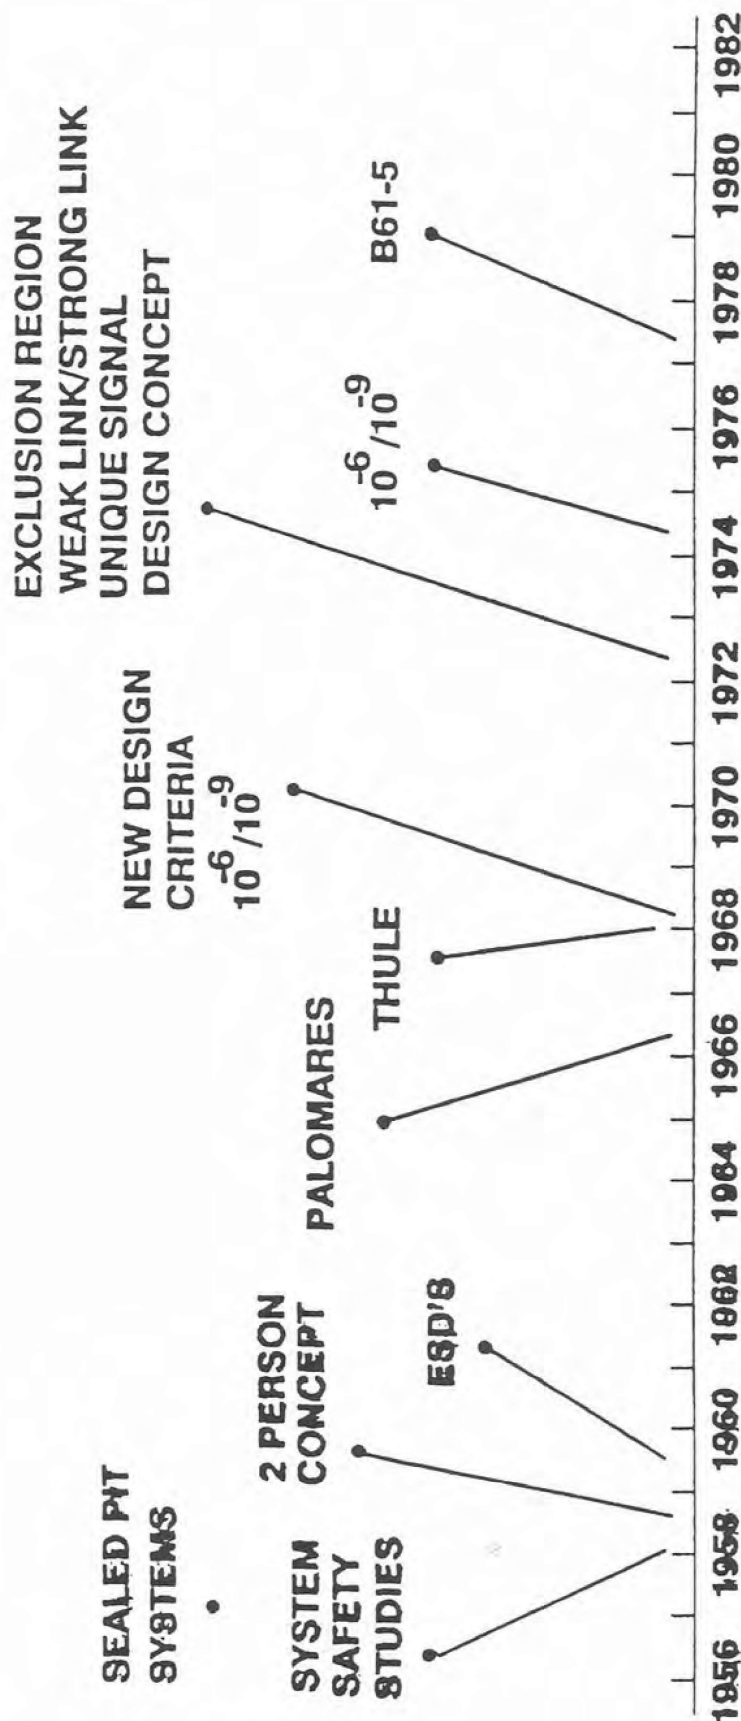 SEALED PIT
SYSTEMS
SYSTEM
SAFETY
STUDIES
2 PERSON
CONCEPT
ESD'S
PALOMARES
THULE
NEW DESIGN
CRITERIA
10⁻⁶/10⁻⁹
EXCLUSION REGION
WEAK LINK/STRONG LINK
UNIQUE SIGNAL
DESIGN CONCEPT
10⁻⁶/10⁻⁹
B61-5
1956 1958 1960 1962 1964 1966 1968 1970 1972 1974 1976 1978 1980 1982